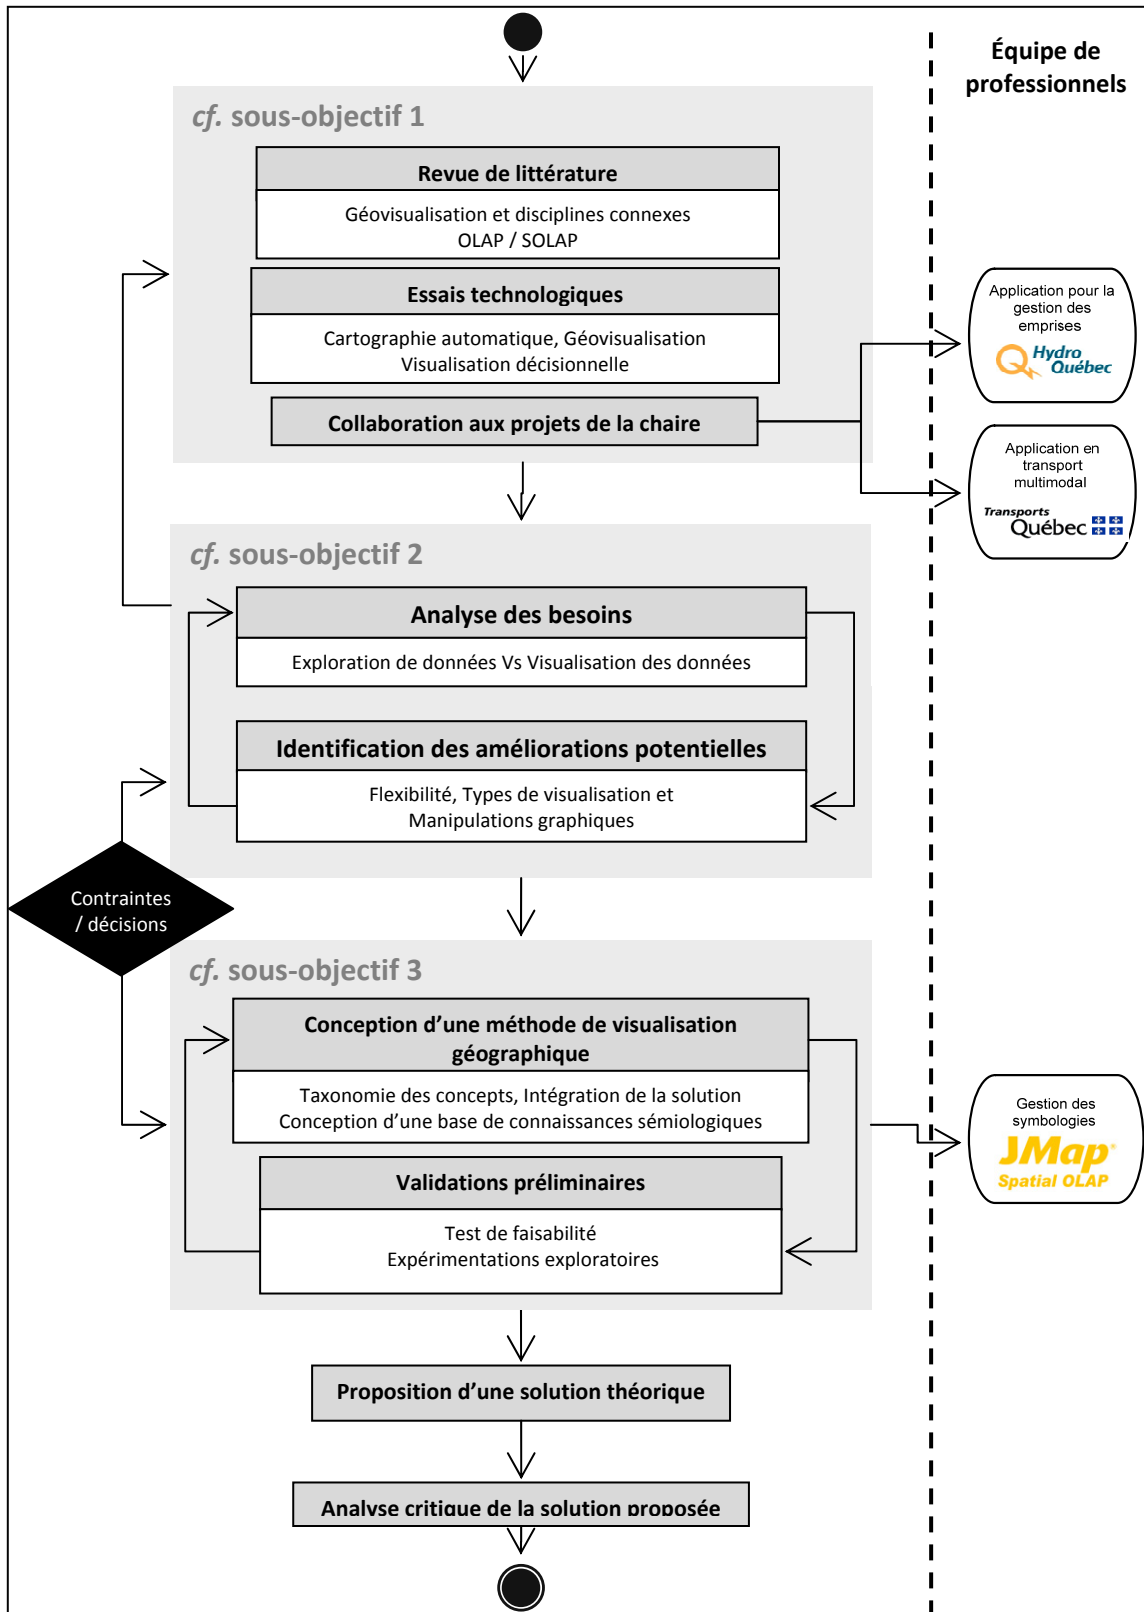 Équipe de
professionnels
cf. sous-objectif 1
Revue de littérature
Géovisualisation et disciplines connexes
OLAP / SOLAP
Essais technologiques
Cartographie automatique, Géovisualisation
Visualisation décisionnelle
Collaboration aux projets de la chaire
Application pour la
gestion des
emprises
Hydro
Québec
Application en
transport
multimodal
Transports
Québec
cf. sous-objectif 2
Analyse des besoins
Exploration de données Vs Visualisation des données
Identification des améliorations potentielles
Flexibilité, Types de visualisation et
Manipulations graphiques
Contraintes
/ décisions
cf. sous-objectif 3
Conception d’une méthode de visualisation
géographique
Taxonomie des concepts, Intégration de la solution
Conception d’une base de connaissances sémiologiques
Validations préliminaires
Test de faisabilité
Expérimentations exploratoires
Gestion des
symbologies
JMap®
Spatial OLAP
Proposition d’une solution théorique
Analyse critique de la solution proposée